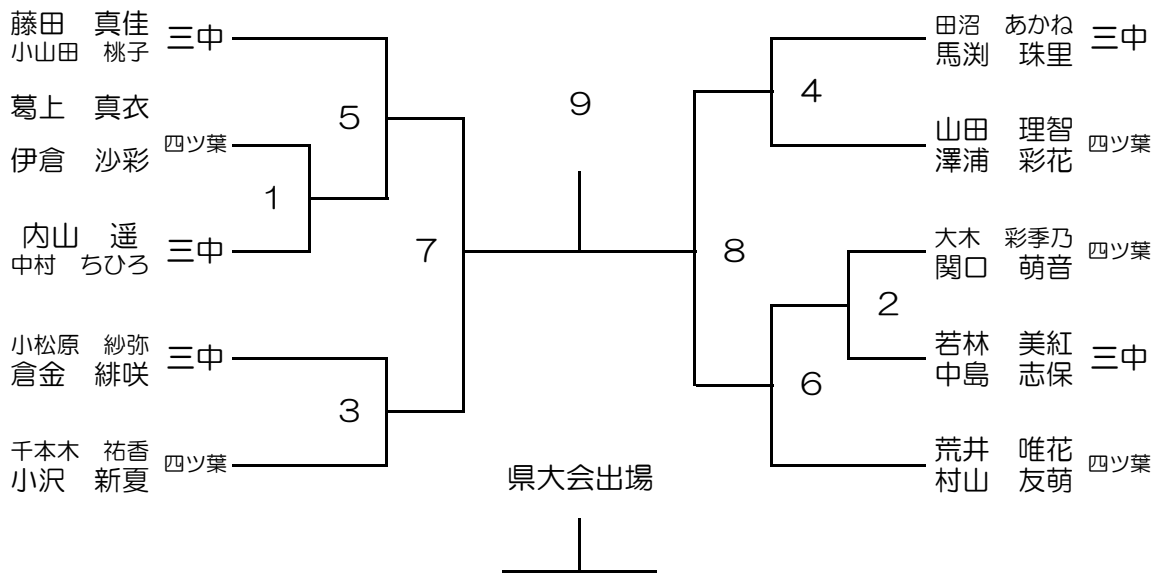 藤田　真佳
小山田　桃子
三中
葛上　真衣
伊倉　沙彩
四ツ葉
内山　遥
中村　ちひろ
三中
小松原　紗弥
倉金　緋咲
三中
千本木　祐香
小沢　新夏
四ツ葉
5
1
7
3
9
県大会出場
4
8
2
6
田沼　あかね
馬渕　珠里
三中
山田　理智
澤浦　彩花
四ツ葉
大木　彩季乃
関口　萌音
四ツ葉
若林　美紅
中島　志保
三中
荒井　唯花
村山　友萌
四ツ葉